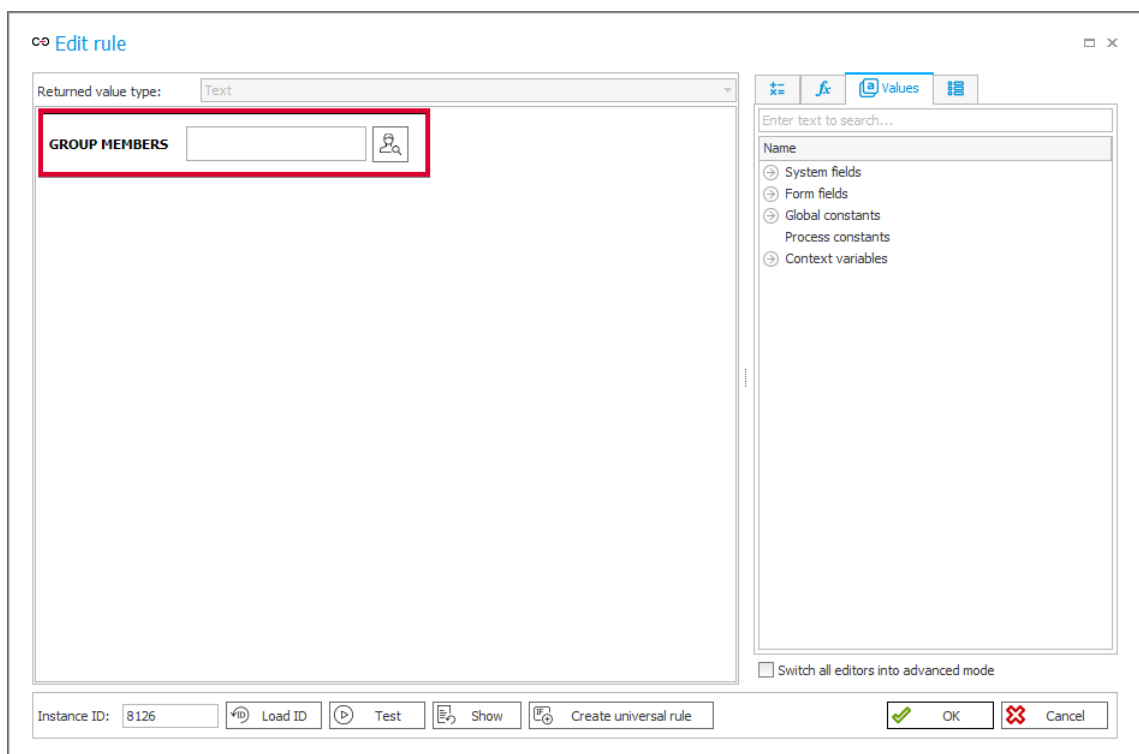 Edit rule
Returned value type: Text
GROUP MEMBERS
Values
Enter text to search...
Name
System fields
Form fields
Global constants
Process constants
Context variables
Switch all editors into advanced mode
Instance ID: 8126 Load ID Test Show Create universal rule OK Cancel